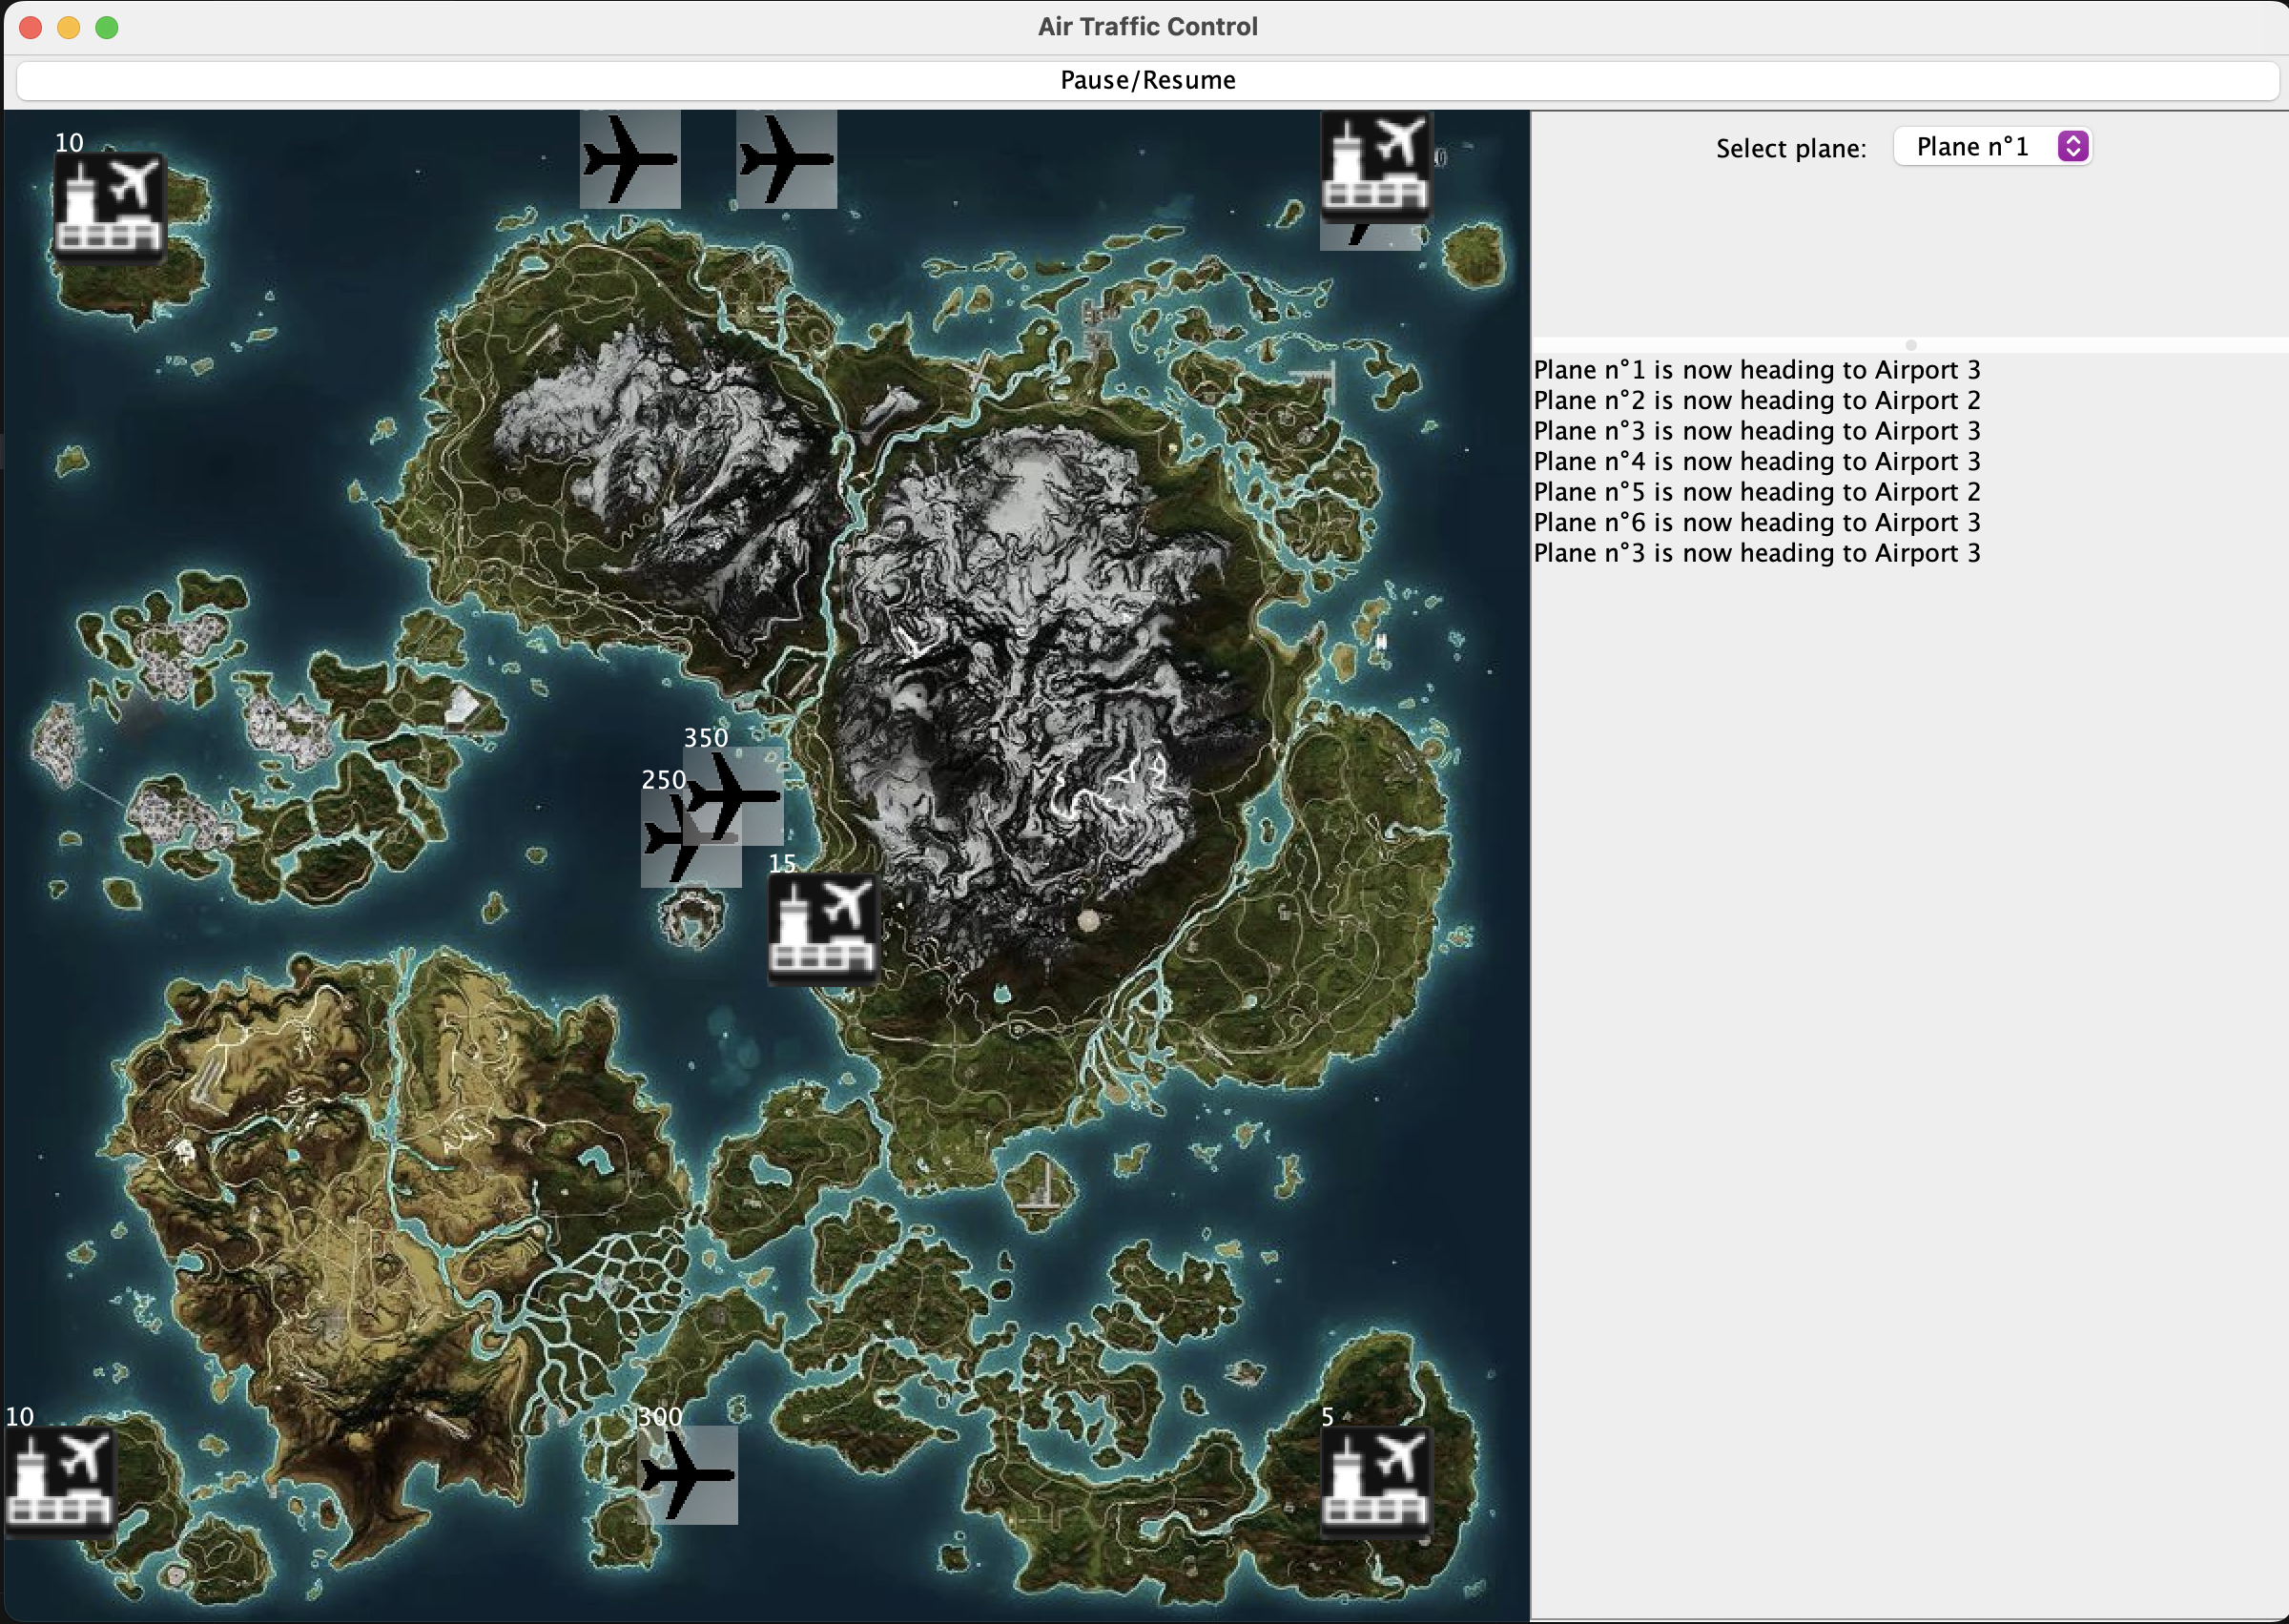 Air Traffic Control
Pause/Resume
10
Select plane: Plane n°1
Plane n°1 is now heading to Airport 3
Plane n°2 is now heading to Airport 2
Plane n°3 is now heading to Airport 3
Plane n°4 is now heading to Airport 3
Plane n°5 is now heading to Airport 2
Plane n°6 is now heading to Airport 3
Plane n°3 is now heading to Airport 3
350
250
15
10
300
5